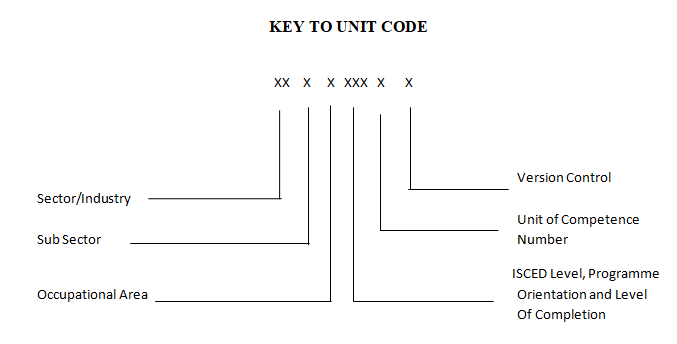 KEY TO UNIT CODE
XX X X XXX X X
Version Control
Sector/Industry
Unit of Competence
Number
Sub Sector
ISCED Level, Programme
Orientation and Level
Of Completion
Occupational Area